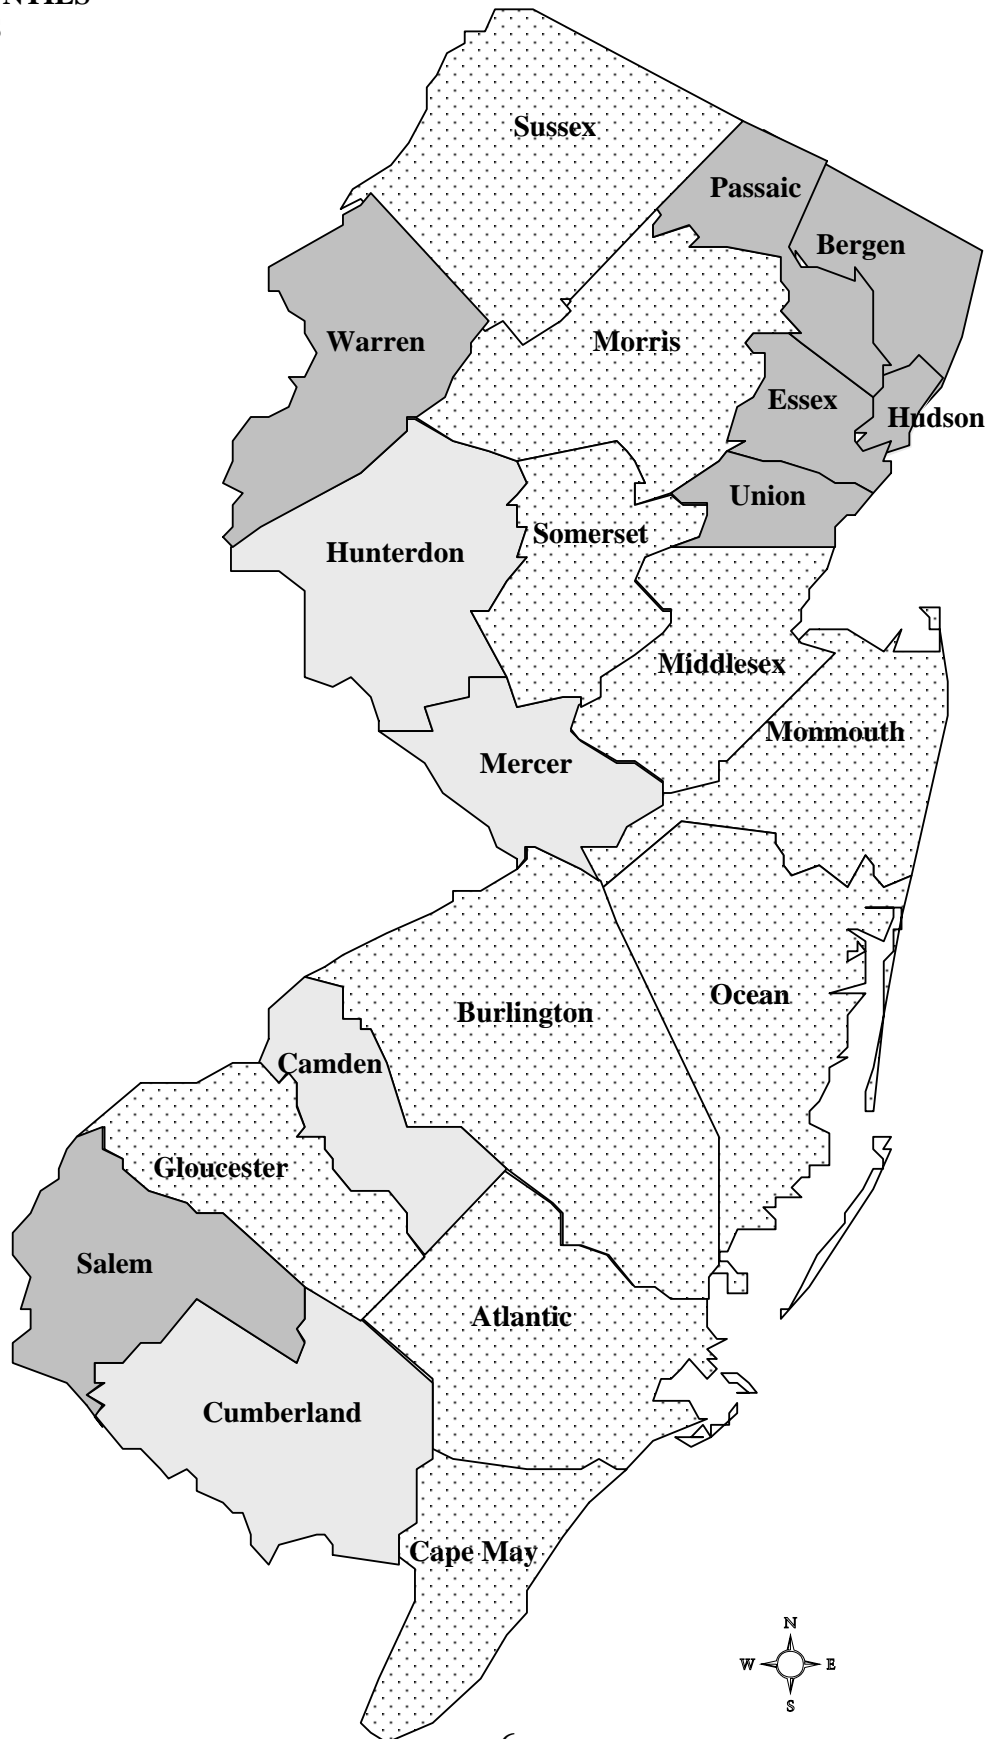 Sussex
Passaic
Bergen
Warren
Morris
Essex
Hudson
Union
Somerset
Hunterdon
Middlesex
Monmouth
Mercer
Ocean
Burlington
Camden
Gloucester
Salem
Atlantic
Cumberland
Cape May
N
W E
S